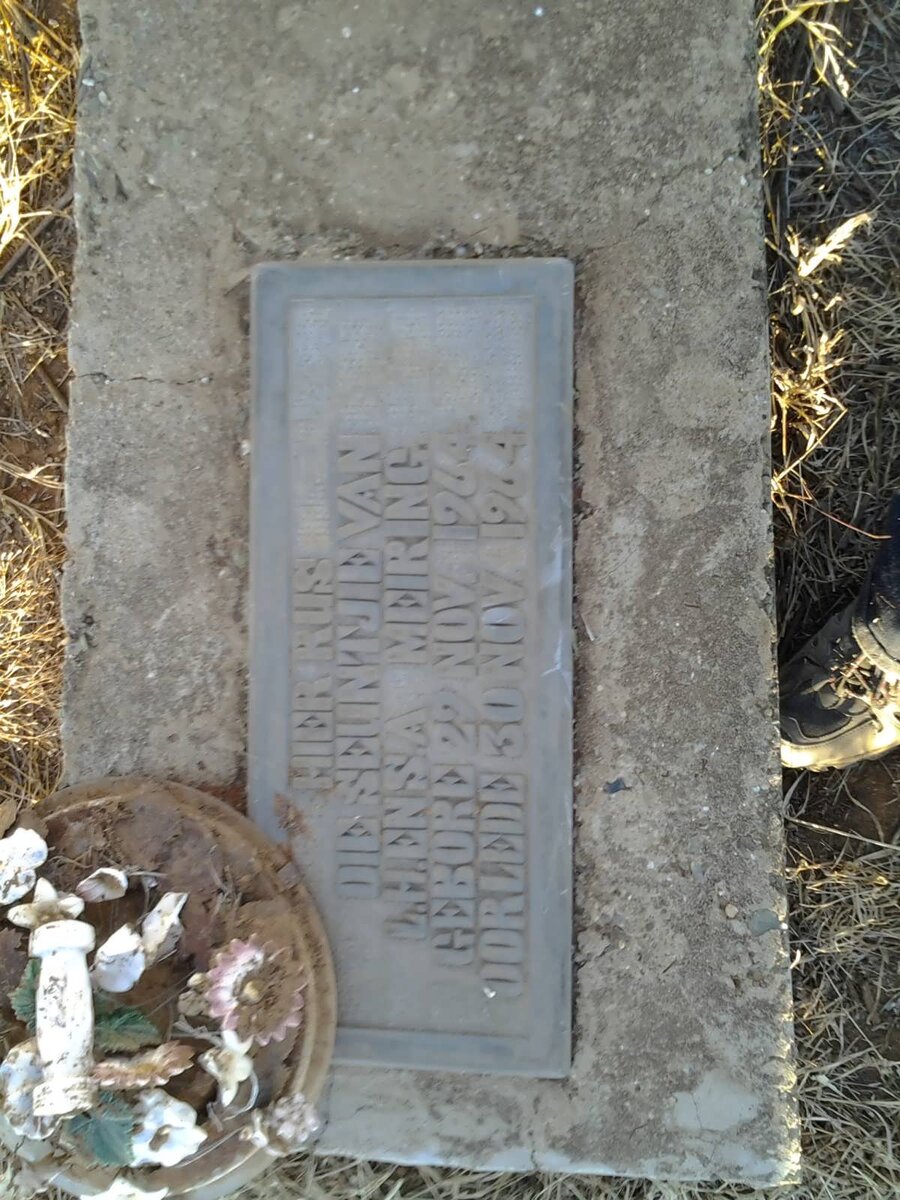 HIER RUS
DIE SEUNTJIE VAN
L.H. EN S.A MEIRING.
GEBORE 29 NOV. 1964.
OORLEDE 30 NOV. 1964